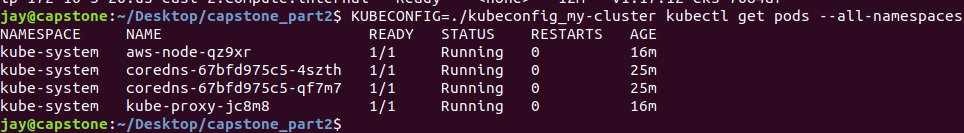 jay@capstone:~/Desktop/capstone_part2$ KUBECONFIG=./kubeconfig_my-cluster kubectl get pods --all-namespaces
NAMESPACE NAME READY STATUS RESTARTS AGE
kube-system aws-node-qz9xr 1/1 Running 0 16m
kube-system coredns-67bfd975c5-4szth 1/1 Running 0 25m
kube-system coredns-67bfd975c5-qf7m7 1/1 Running 0 25m
kube-system kube-proxy-jc8m8 1/1 Running 0 16m
jay@capstone:~/Desktop/capstone_part2$